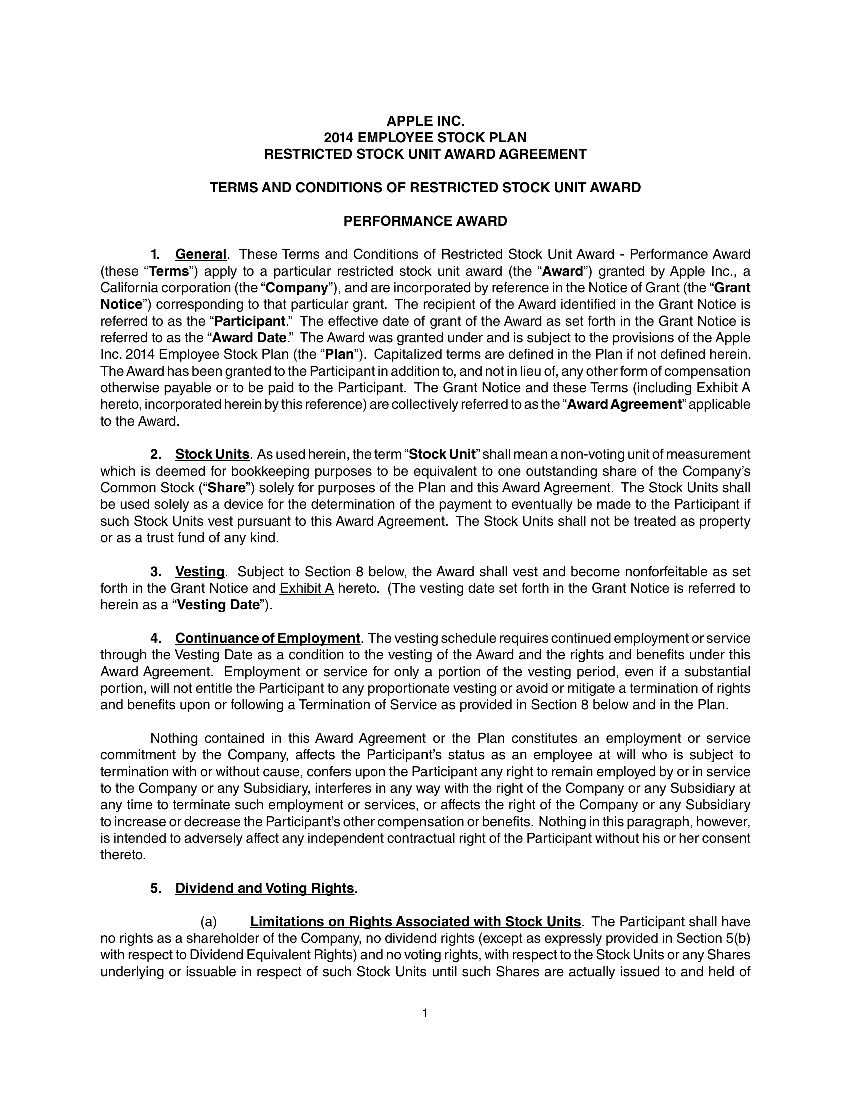 APPLE INC.
2014 EMPLOYEE STOCK PLAN
RESTRICTED STOCK UNIT AWARD AGREEMENT
TERMS AND CONDITIONS OF RESTRICTED STOCK UNIT AWARD
PERFORMANCE AWARD
1. General. These Terms and Conditions of Restricted Stock Unit Award - Performance Award
(these “Terms”) apply to a particular restricted stock unit award (the “Award”) granted by Apple Inc., a
California corporation (the “Company”), and are incorporated by reference in the Notice of Grant (the “Grant
Notice”) corresponding to that particular grant. The recipient of the Award identified in the Grant Notice is
referred to as the “Participant.” The effective date of grant of the Award as set forth in the Grant Notice is
referred to as the “Award Date.” The Award was granted under and is subject to the provisions of the Apple
Inc. 2014 Employee Stock Plan (the “Plan”). Capitalized terms are defined in the Plan if not defined herein.
The Award has been granted to the Participant in addition to, and not in lieu of, any other form of compensation
otherwise payable or to be paid to the Participant. The Grant Notice and these Terms (including Exhibit A
hereto, incorporated herein by this reference) are collectively referred to as the “Award Agreement” applicable
to the Award.
2. Stock Units. As used herein, the term “Stock Unit” shall mean a non-voting unit of measurement
which is deemed for bookkeeping purposes to be equivalent to one outstanding share of the Company’s
Common Stock (“Share”) solely for purposes of the Plan and this Award Agreement. The Stock Units shall
be used solely as a device for the determination of the payment to eventually be made to the Participant if
such Stock Units vest pursuant to this Award Agreement. The Stock Units shall not be treated as property
or as a trust fund of any kind.
3. Vesting. Subject to Section 8 below, the Award shall vest and become nonforfeitable as set
forth in the Grant Notice and Exhibit A hereto. (The vesting date set forth in the Grant Notice is referred to
herein as a “Vesting Date”).
4. Continuance of Employment. The vesting schedule requires continued employment or service
through the Vesting Date as a condition to the vesting of the Award and the rights and benefits under this
Award Agreement. Employment or service for only a portion of the vesting period, even if a substantial
portion, will not entitle the Participant to any proportionate vesting or avoid or mitigate a termination of rights
and benefits upon or following a Termination of Service as provided in Section 8 below and in the Plan.
Nothing contained in this Award Agreement or the Plan constitutes an employment or service
commitment by the Company, affects the Participant’s status as an employee at will who is subject to
termination with or without cause, confers upon the Participant any right to remain employed by or in service
to the Company or any Subsidiary, interferes in any way with the right of the Company or any Subsidiary at
any time to terminate such employment or services, or affects the right of the Company or any Subsidiary
to increase or decrease the Participant’s other compensation or benefits. Nothing in this paragraph, however,
is intended to adversely affect any independent contractual right of the Participant without his or her consent
thereto.
5. Dividend and Voting Rights.
(a) Limitations on Rights Associated with Stock Units. The Participant shall have
no rights as a shareholder of the Company, no dividend rights (except as expressly provided in Section 5(b)
with respect to Dividend Equivalent Rights) and no voting rights, with respect to the Stock Units or any Shares
underlying or issuable in respect of such Stock Units until such Shares are actually issued to and held of
1